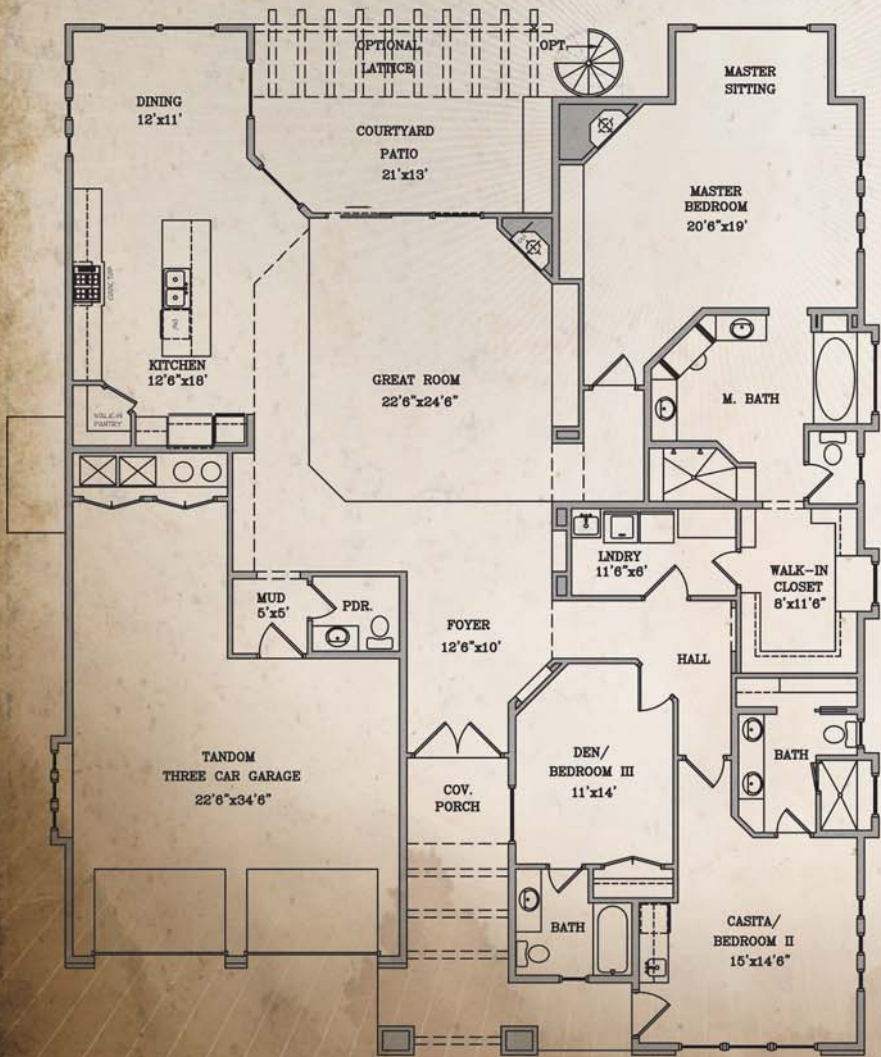 OPTIONAL
LATTICE
OPT.
DINING
12'x11'
COURTYARD
PATIO
21'x13'
MASTER
SITTING
MASTER
BEDROOM
20'6"x19'
COOK TOP
DW
KITCHEN
12'6"x18'
WALK-IN
PANTRY
GREAT ROOM
22'6"x24'6"
M. BATH
LNDRY
11'6"x6'
WALK-IN
CLOSET
8'x11'6"
MUD
5'x5'
PDR.
FOYER
12'6"x10'
HALL
TANDOM
THREE CAR GARAGE
22'6"x34'6"
COV.
PORCH
DEN/
BEDROOM III
11'x14'
BATH
BATH
CASITA/
BEDROOM II
15'x14'6"